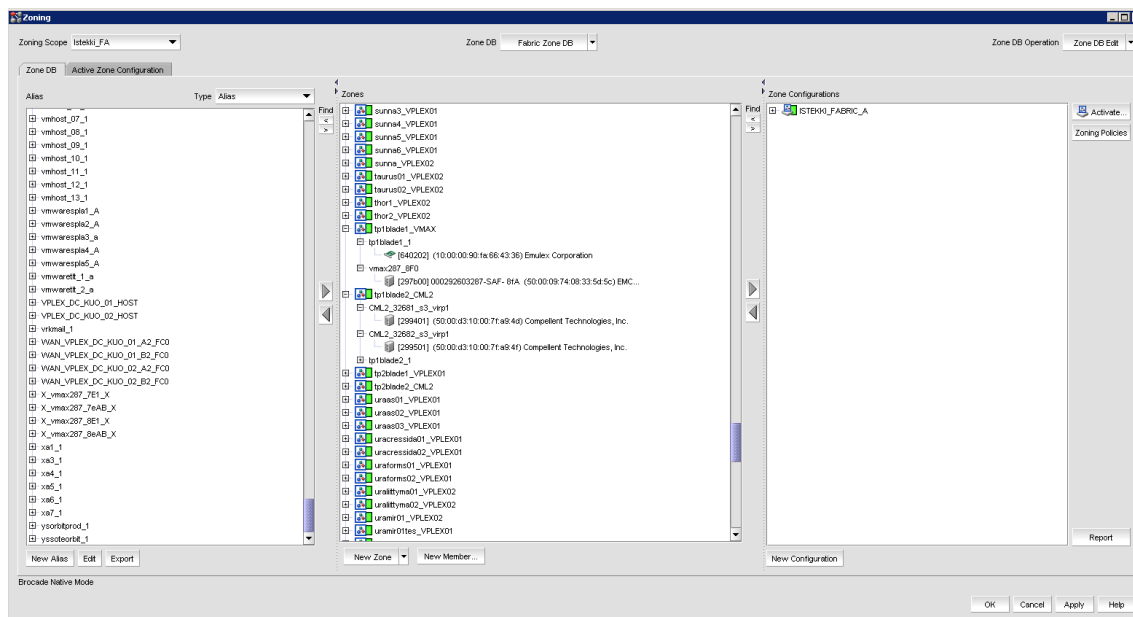 Zoning
Zoning Scope Istekki_FA
Zone DB Fabric Zone DB
Zone DB Operation Zone DB Edit
Zone DB Active Zone Configuration
Alias Type Alias
Find
vmhost_07_1
vmhost_08_1
vmhost_09_1
vmhost_10_1
vmhost_11_1
vmhost_12_1
vmhost_13_1
vmwarespla1_A
vmwarespla2_A
vmwarespla3_a
vmwarespla4_A
vmwarespla5_A
vmwarett_1_a
vmwarett_2_a
VPLEX_DC_KUO_01_HOST
VPLEX_DC_KUO_02_HOST
vrkmail_1
WAN_VPLEX_DC_KUO_01_A2_FC0
WAN_VPLEX_DC_KUO_01_B2_FC0
WAN_VPLEX_DC_KUO_02_A2_FC0
WAN_VPLEX_DC_KUO_02_B2_FC0
X_vmax287_7E1_X
X_vmax287_7eAB_X
X_vmax287_8E1_X
X_vmax287_8eAB_X
xa1_1
xa3_1
xa4_1
xa5_1
xa6_1
xa7_1
ysorbitprod_1
yssoteorbit_1
New Alias Edit Export
Zones
Find
sunna3_VPLEX01
sunna4_VPLEX01
sunna5_VPLEX01
sunna6_VPLEX01
sunna_VPLEX02
taurus01_VPLEX02
taurus02_VPLEX02
thor1_VPLEX02
thor2_VPLEX02
tp1blade1_VMAX
tp1blade1_1
[640202] (10:00:00:90:fa:66:43:36) Emulex Corporation
vmax287_8F0
[297b00] 000292603287-SAF- 8fA (50:00:09:74:08:33:5d:5c) EMC...
tp1blade2_CML2
CML2_32681_s3_virp1
[299401] (50:00:d3:10:00:7f:a9:4d) Compellent Technologies, Inc.
CML2_32682_s3_virp1
[299501] (50:00:d3:10:00:7f:a9:4f) Compellent Technologies, Inc.
tp1blade2_1
tp2blade1_VPLEX01
tp2blade2_CML2
uraas01_VPLEX01
uraas02_VPLEX01
uraas03_VPLEX01
uracressida01_VPLEX01
uracressida02_VPLEX01
uraforms01_VPLEX01
uraforms02_VPLEX01
uraliittyma01_VPLEX02
uraliittyma02_VPLEX02
uramir01_VPLEX02
uramir01tes_VPLEX01
New Zone New Member...
Zone Configurations
ISTEKKI_FABRIC_A
Activate...
Zoning Policies
Report
New Configuration
Brocade Native Mode
OK Cancel Apply Help